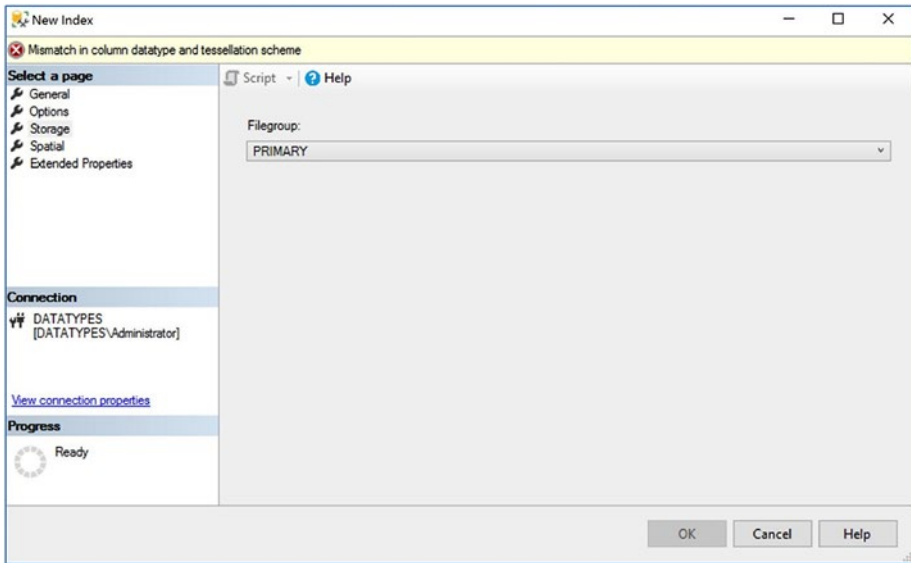 New Index
Mismatch in column datatype and tessellation scheme
Select a page
General
Options
Storage
Spatial
Extended Properties
Script
Help
Filegroup:
PRIMARY
Connection
DATATYPES
[DATATYPES\Administrator]
View connection properties
Progress
Ready
OK
Cancel
Help